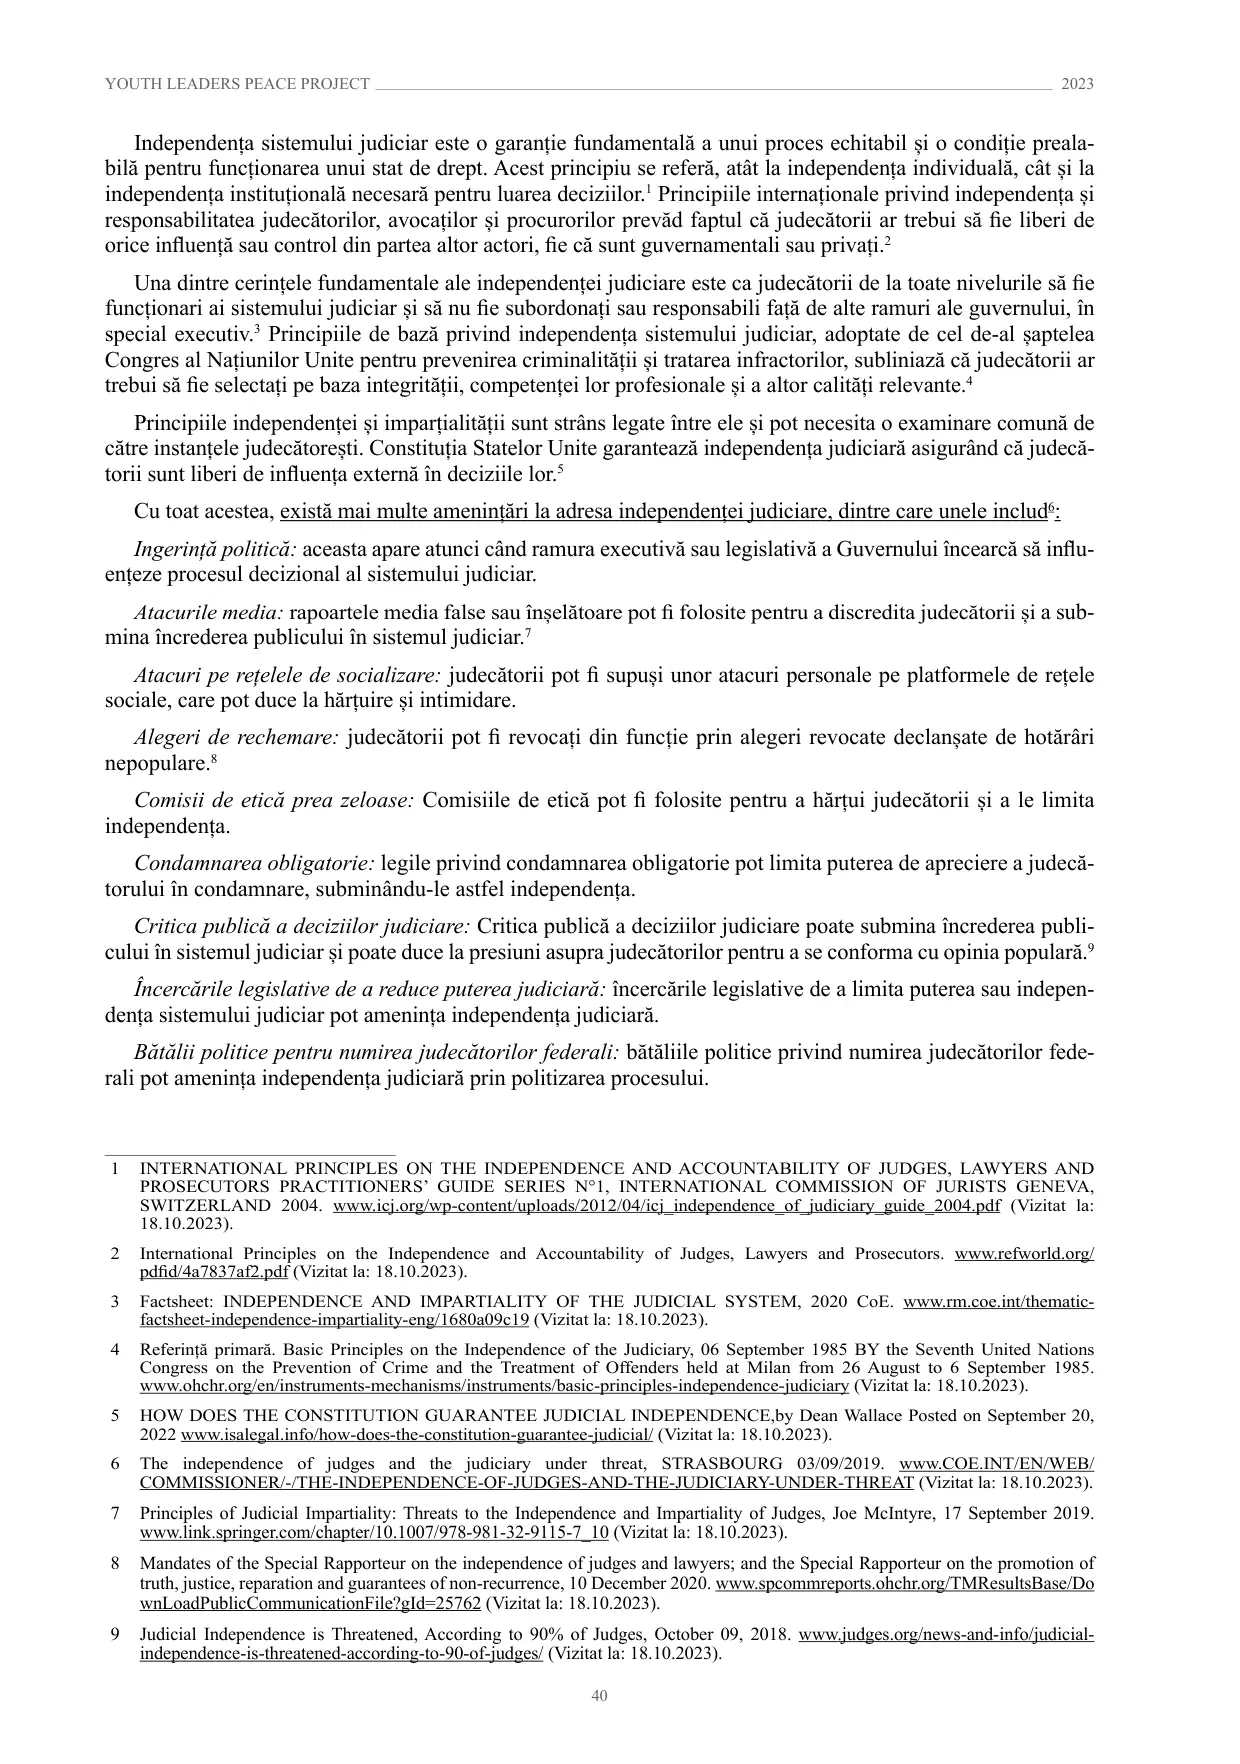 YOUTH LEADERS PEACE PROJECT 2023
Independența sistemului judiciar este o garanție fundamentală a unui proces echitabil și o condiție preala-
bilă pentru funcționarea unui stat de drept. Acest principiu se referă, atât la independența individuală, cât și la
independența instituțională necesară pentru luarea deciziilor.1 Principiile internaționale privind independența și
responsabilitatea judecătorilor, avocaților și procurorilor prevăd faptul că judecătorii ar trebui să fie liberi de
orice influență sau control din partea altor actori, fie că sunt guvernamentali sau privați.2
Una dintre cerințele fundamentale ale independenței judiciare este ca judecătorii de la toate nivelurile să fie
funcționari ai sistemului judiciar și să nu fie subordonați sau responsabili față de alte ramuri ale guvernului, în
special executiv.3 Principiile de bază privind independența sistemului judiciar, adoptate de cel de-al șaptelea
Congres al Națiunilor Unite pentru prevenirea criminalității și tratarea infractorilor, subliniază că judecătorii ar
trebui să fie selectați pe baza integrității, competenței lor profesionale și a altor calități relevante.4
Principiile independenței și imparțialității sunt strâns legate între ele și pot necesita o examinare comună de
către instanțele judecătorești. Constituția Statelor Unite garantează independența judiciară asigurând că judecă-
torii sunt liberi de influența externă în deciziile lor.5
Cu toat acestea, există mai multe amenințări la adresa independenței judiciare, dintre care unele includ6:
Ingerință politică: aceasta apare atunci când ramura executivă sau legislativă a Guvernului încearcă să influ-
ențeze procesul decizional al sistemului judiciar.
Atacurile media: rapoartele media false sau înșelătoare pot fi folosite pentru a discredita judecătorii și a sub-
mina încrederea publicului în sistemul judiciar.7
Atacuri pe rețelele de socializare: judecătorii pot fi supuși unor atacuri personale pe platformele de rețele
sociale, care pot duce la hărțuire și intimidare.
Alegeri de rechemare: judecătorii pot fi revocați din funcție prin alegeri revocate declanșate de hotărâri
nepopulare.8
Comisii de etică prea zeloase: Comisiile de etică pot fi folosite pentru a hărțui judecătorii și a le limita
independența.
Condamnarea obligatorie: legile privind condamnarea obligatorie pot limita puterea de apreciere a judecă-
torului în condamnare, subminându-le astfel independența.
Critica publică a deciziilor judiciare: Critica publică a deciziilor judiciare poate submina încrederea publi-
cului în sistemul judiciar și poate duce la presiuni asupra judecătorilor pentru a se conforma cu opinia populară.9
Încercările legislative de a reduce puterea judiciară: încercările legislative de a limita puterea sau indepen-
dența sistemului judiciar pot amenința independența judiciară.
Bătălii politice pentru numirea judecătorilor federali: bătăliile politice privind numirea judecătorilor fede-
rali pot amenința independența judiciară prin politizarea procesului.
1 INTERNATIONAL PRINCIPLES ON THE INDEPENDENCE AND ACCOUNTABILITY OF JUDGES, LAWYERS AND
PROSECUTORS PRACTITIONERS’ GUIDE SERIES N°1, INTERNATIONAL COMMISSION OF JURISTS GENEVA,
SWITZERLAND 2004. www.icj.org/wp-content/uploads/2012/04/icj_independence_of_judiciary_guide_2004.pdf (Vizitat la:
18.10.2023).
2 International Principles on the Independence and Accountability of Judges, Lawyers and Prosecutors. www.refworld.org/
pdfid/4a7837af2.pdf (Vizitat la: 18.10.2023).
3 Factsheet: INDEPENDENCE AND IMPARTIALITY OF THE JUDICIAL SYSTEM, 2020 CoE. www.rm.coe.int/thematic-
factsheet-independence-impartiality-eng/1680a09c19 (Vizitat la: 18.10.2023).
4 Referință primară. Basic Principles on the Independence of the Judiciary, 06 September 1985 BY the Seventh United Nations
Congress on the Prevention of Crime and the Treatment of Offenders held at Milan from 26 August to 6 September 1985.
www.ohchr.org/en/instruments-mechanisms/instruments/basic-principles-independence-judiciary (Vizitat la: 18.10.2023).
5 HOW DOES THE CONSTITUTION GUARANTEE JUDICIAL INDEPENDENCE,by Dean Wallace Posted on September 20,
2022 www.isalegal.info/how-does-the-constitution-guarantee-judicial/ (Vizitat la: 18.10.2023).
6 The independence of judges and the judiciary under threat, STRASBOURG 03/09/2019. www.COE.INT/EN/WEB/
COMMISSIONER/-/THE-INDEPENDENCE-OF-JUDGES-AND-THE-JUDICIARY-UNDER-THREAT (Vizitat la: 18.10.2023).
7 Principles of Judicial Impartiality: Threats to the Independence and Impartiality of Judges, Joe McIntyre, 17 September 2019.
www.link.springer.com/chapter/10.1007/978-981-32-9115-7_10 (Vizitat la: 18.10.2023).
8 Mandates of the Special Rapporteur on the independence of judges and lawyers; and the Special Rapporteur on the promotion of
truth, justice, reparation and guarantees of non-recurrence, 10 December 2020. www.spcommreports.ohchr.org/TMResultsBase/Do
wnLoadPublicCommunicationFile?gId=25762 (Vizitat la: 18.10.2023).
9 Judicial Independence is Threatened, According to 90% of Judges, October 09, 2018. www.judges.org/news-and-info/judicial-
independence-is-threatened-according-to-90-of-judges/ (Vizitat la: 18.10.2023).
40